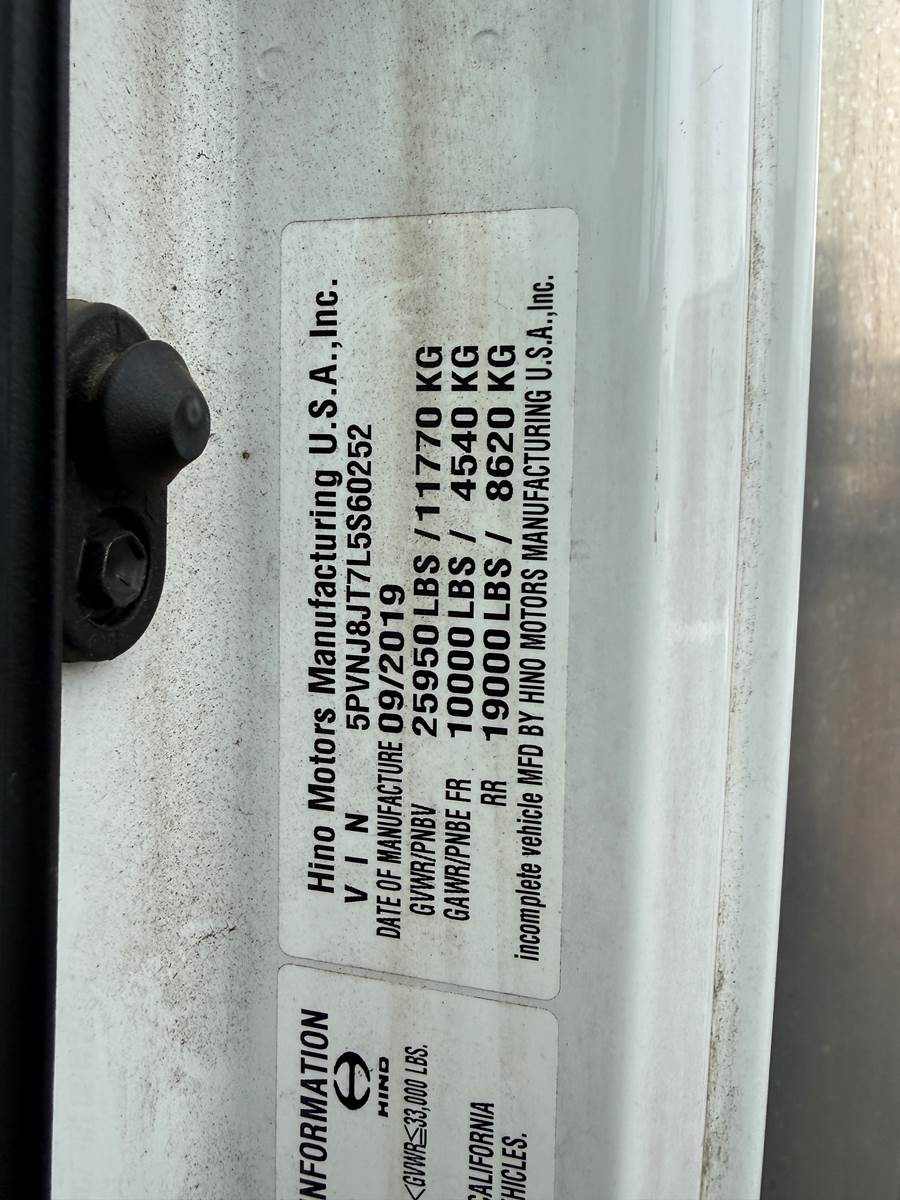 Hino Motors Manufacturing U.S.A.,Inc.
V I N 5PVNJ8JT7L5S60252
DATE OF MANUFACTURE 09/2019
GVWR/PNBV 25950 LBS / 11770 KG
GAWR/PNBE FR 10000 LBS / 4540 KG
RR 19000 LBS / 8620 KG
incomplete vehicle MFD BY HINO MOTORS MANUFACTURING U.S.A.,Inc.
NFORMATION
HINO
<GVWR≤33,000 LBS.
CALIFORNIA
HICLES.